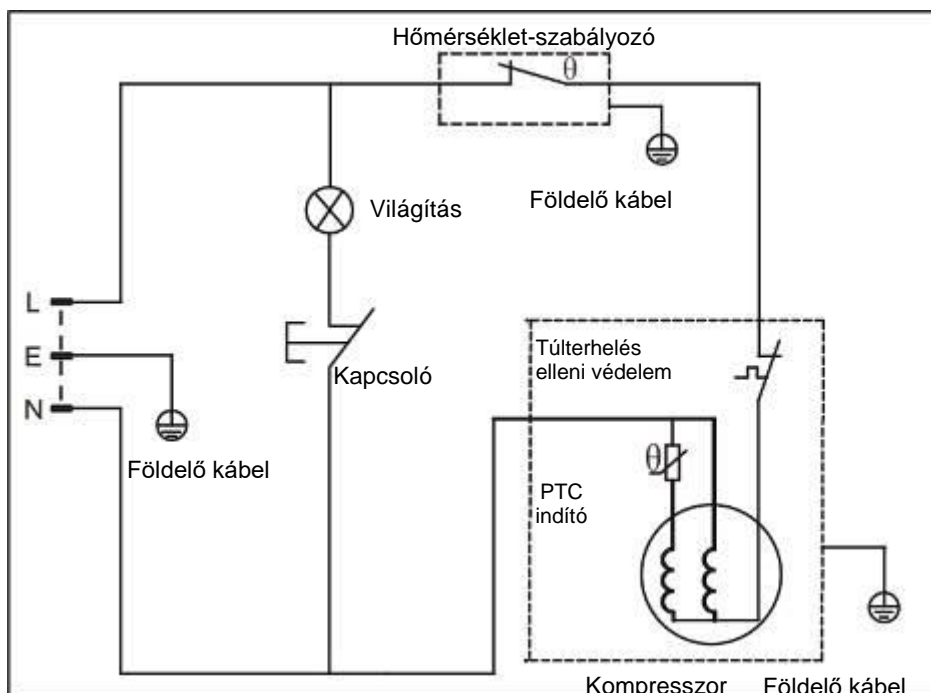 Hőmérséklet-szabályozó
θ
Földelő kábel
Világítás
L
E
N
Kapcsoló
Földelő kábel
Túlterhelés
elleni védelem
θ
PTC
indító
Kompresszor
Földelő kábel